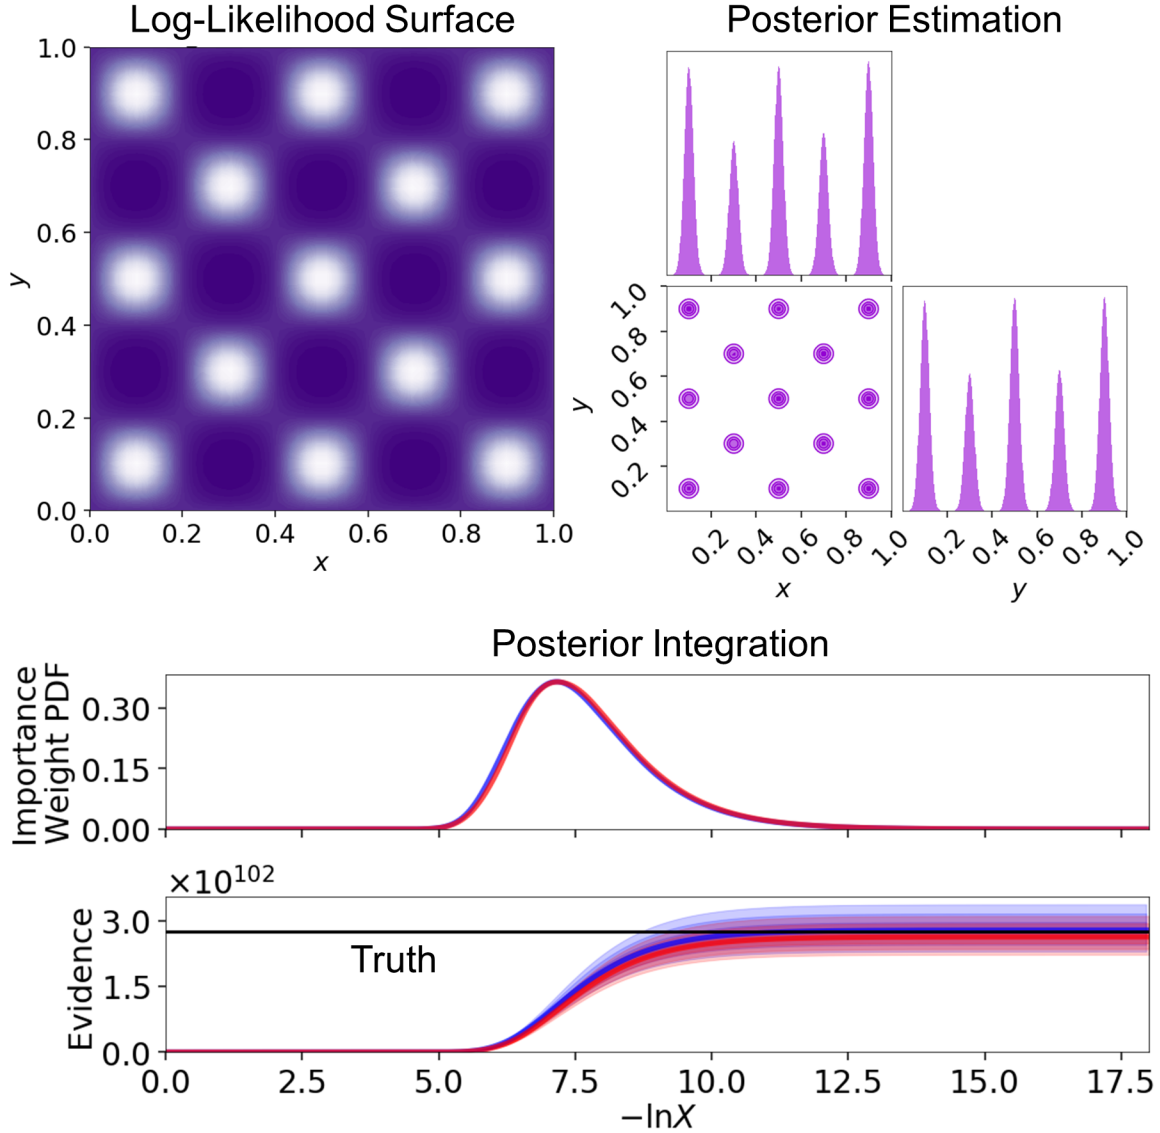 Log-Likelihood Surface
Posterior Estimation
1.0
0.8
0.6
y
0.4
0.2
0.0
0.0 0.2 0.4 0.6 0.8 1.0
x
1.0
0.8
0.6
y
0.4
0.2
0.2 0.4 0.6 0.8 1.0
x
0.2 0.4 0.6 0.8 1.0
y
Posterior Integration
Importance
Weight PDF
0.30
0.15
0.00
×10¹⁰²
Evidence
3.0
Truth
1.5
0.0
0.0 2.5 5.0 7.5 10.0 12.5 15.0 17.5
−lnX